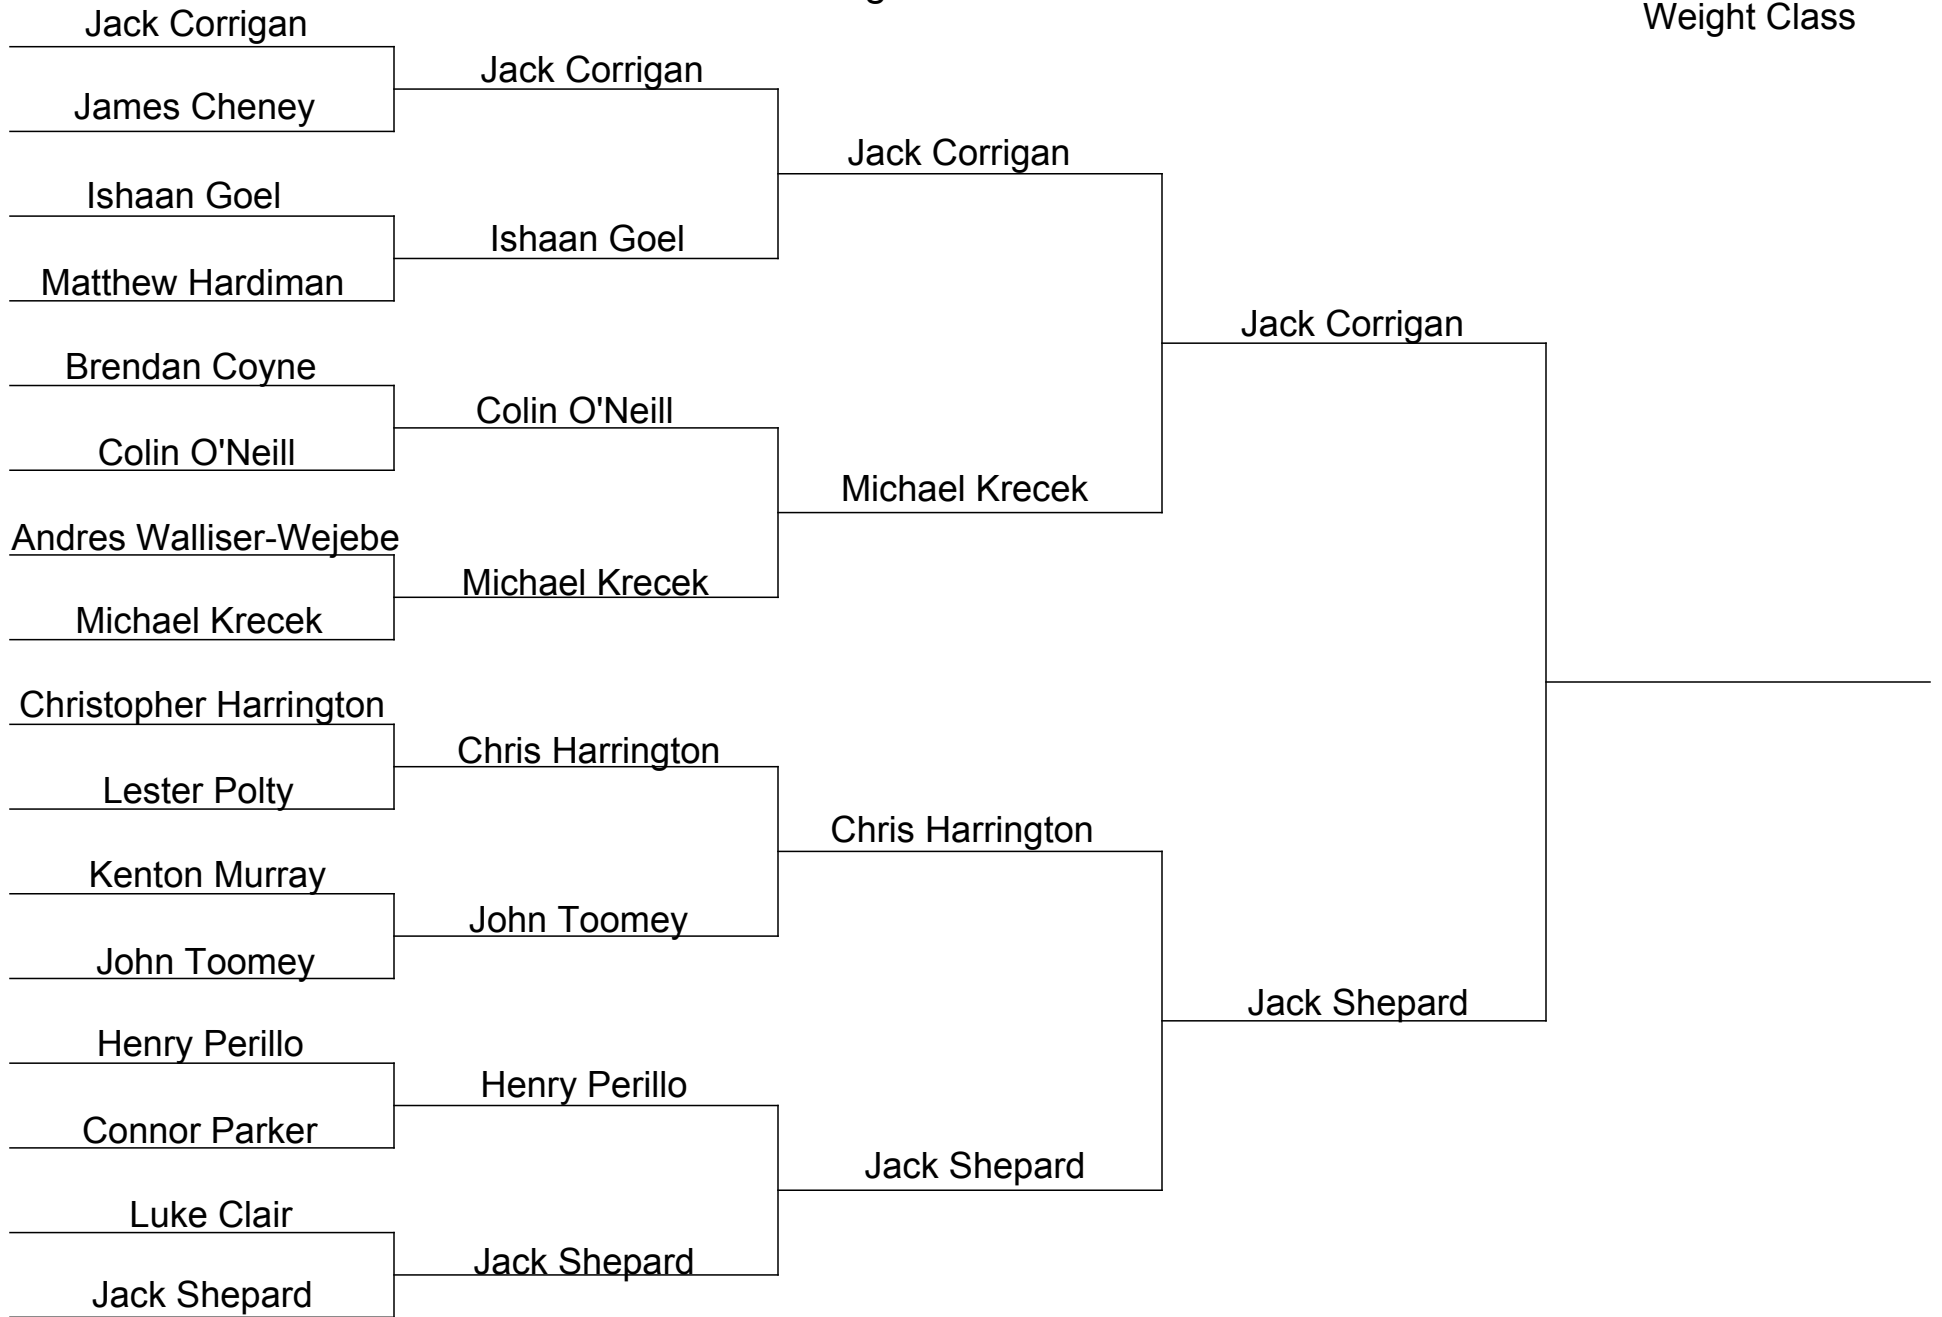 Weight Class
Jack Corrigan
James Cheney
Ishaan Goel
Matthew Hardiman
Brendan Coyne
Colin O'Neill
Andres Walliser-Wejebe
Michael Krecek
Christopher Harrington
Lester Polty
Kenton Murray
John Toomey
Henry Perillo
Connor Parker
Luke Clair
Jack Shepard
Jack Corrigan
Ishaan Goel
Colin O'Neill
Michael Krecek
Chris Harrington
John Toomey
Henry Perillo
Jack Shepard
Jack Corrigan
Michael Krecek
Chris Harrington
Jack Shepard
Jack Corrigan
Jack Shepard